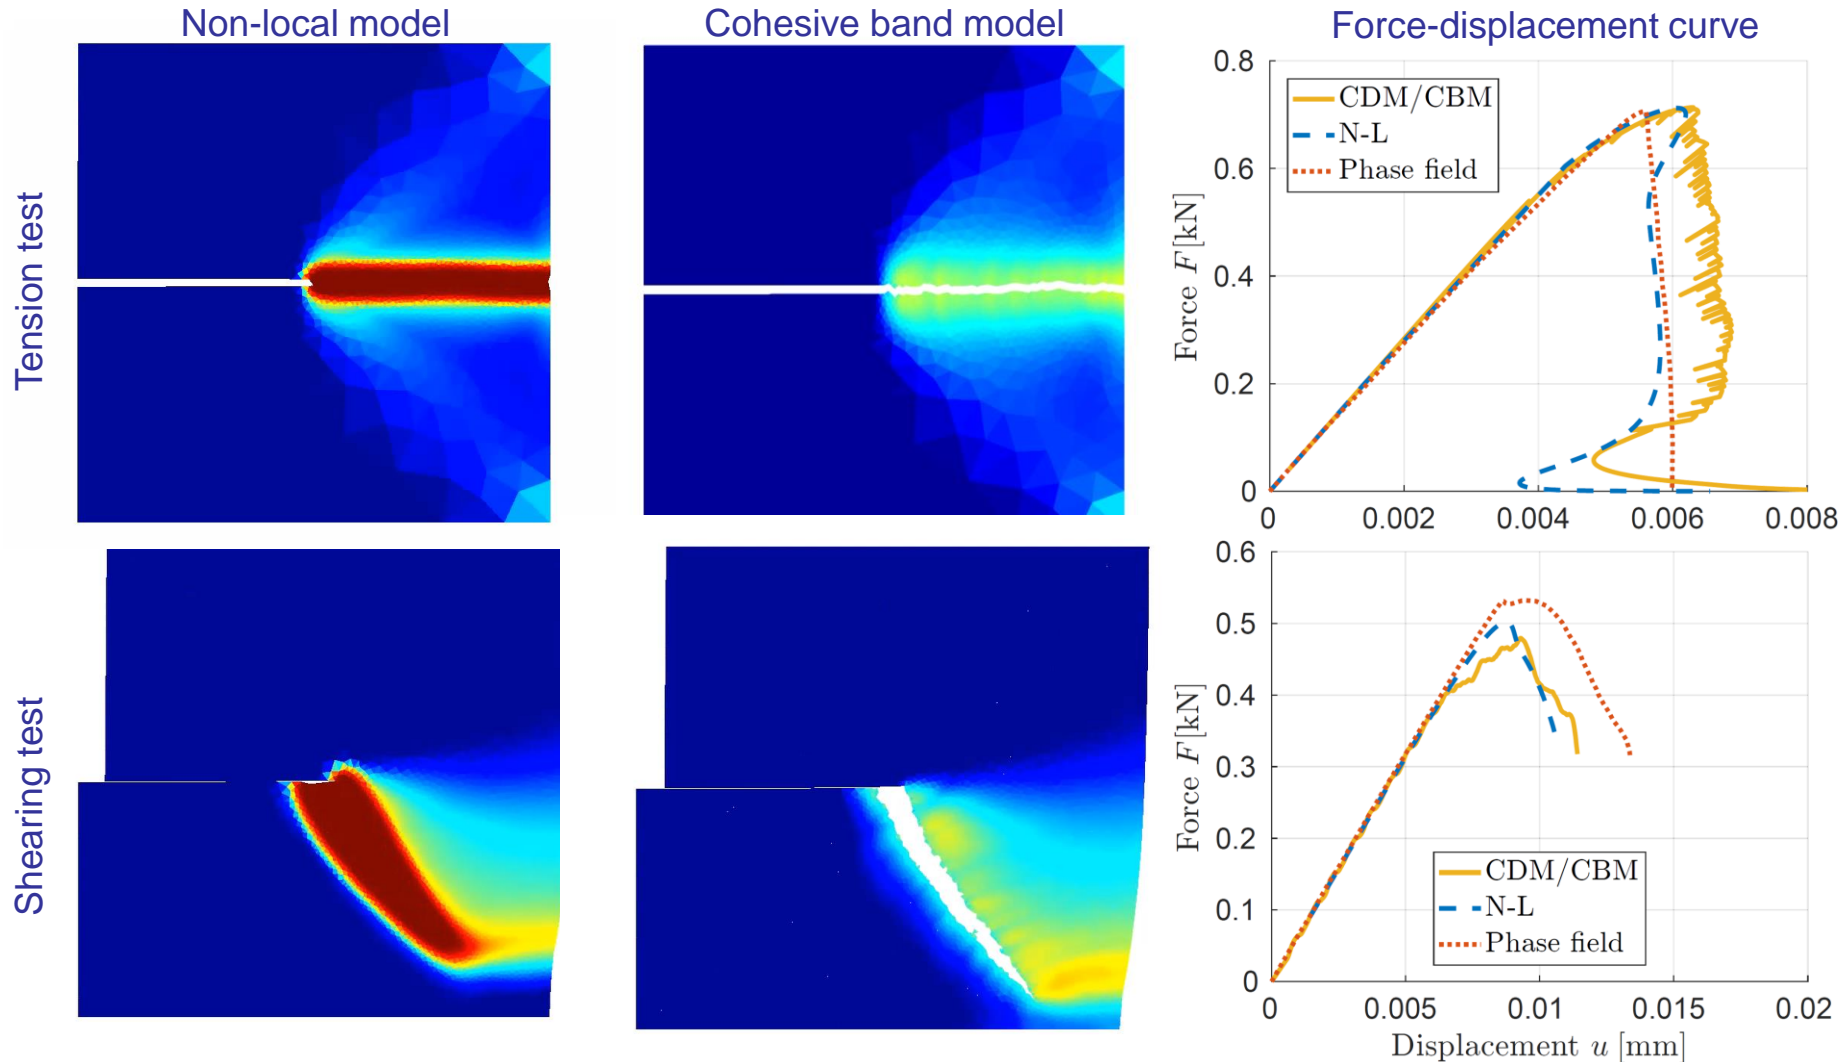 Non-local model
Cohesive band model
Force-displacement curve
Tension test
0.8
0.6
0.4
0.2
0
Force F[kN]
CDM/CBM
N-L
Phase field
0
0.002
0.004
0.006
0.008
Shearing test
0.6
0.5
0.4
0.3
0.2
0.1
0
Force F[kN]
CDM/CBM
N-L
Phase field
0
0.005
0.01
0.015
0.02
Displacement u [mm]